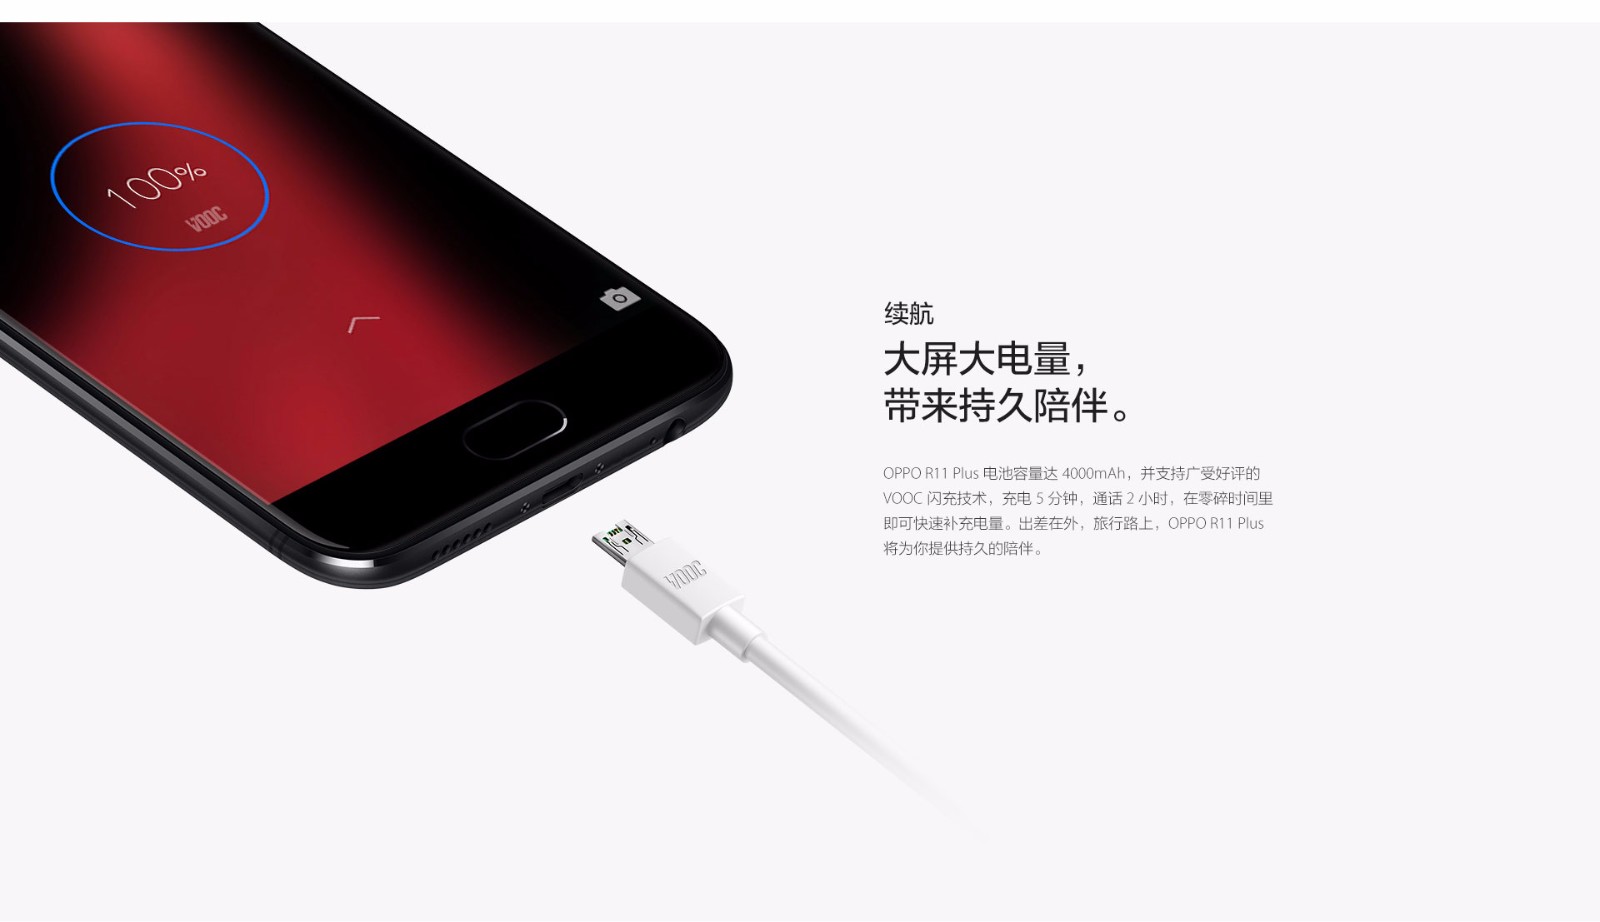 100%
VOOC
VOOC
续航
大屏大电量，
带来持久陪伴。
OPPO R11 Plus 电池容量达 4000mAh，并支持广受好评的
VOOC 闪充技术，充电 5 分钟，通话 2 小时，在零碎时间里
即可快速补充电量。出差在外，旅行路上，OPPO R11 Plus
将为你提供持久的陪伴。